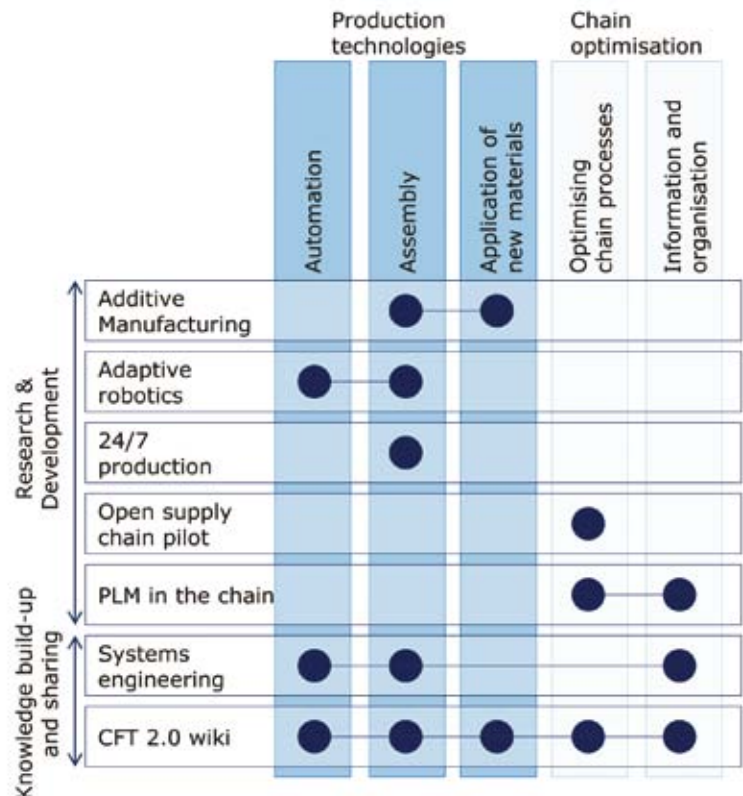 Production
technologies
Chain
optimisation
Automation
Assembly
Application of
new materials
Optimising
chain processes
Information and
organisation
Research &
Development
Additive
Manufacturing
Adaptive
robotics
24/7
production
Open supply
chain pilot
PLM in the chain
Knowledge build-up
and sharing
Systems
engineering
CFT 2.0 wiki